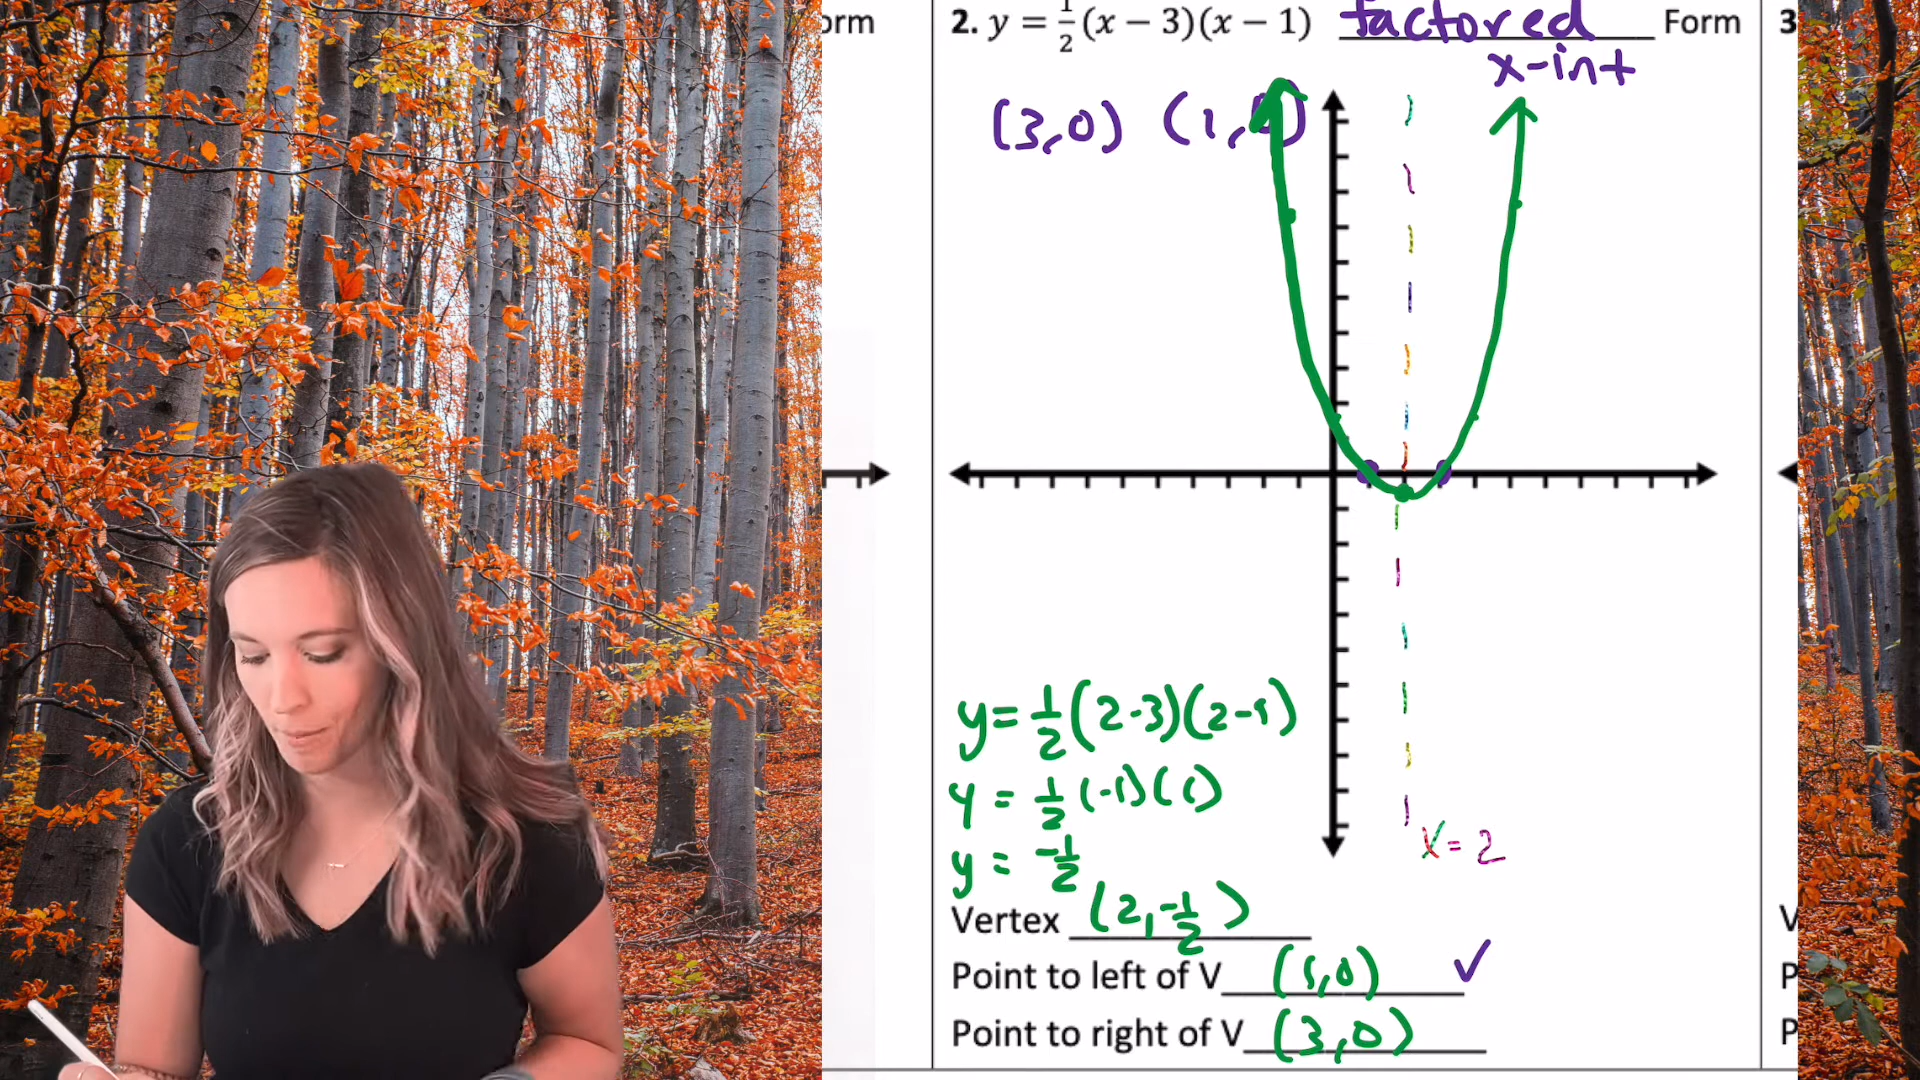 orm
2. y = 1/2 (x − 3)(x − 1) factored Form
3
x-int
(3,0) (1,0)
y = 1/2 (2-3)(2-1)
y = 1/2 (-1)(1)
x = 2
y = -1/2
Vertex (2, -1/2)
V
Point to left of V (1,0) ✓
P
Point to right of V (3,0)
P